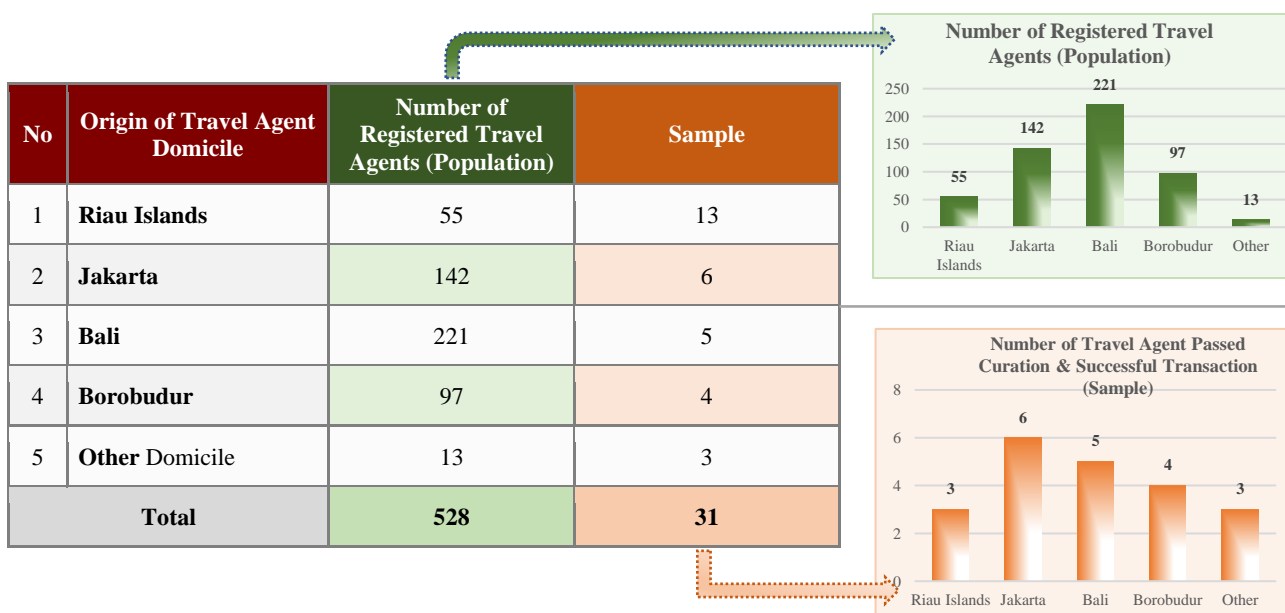 No
Origin of Travel Agent
Domicile
Number of
Registered Travel
Agents (Population)
Sample
1 Riau Islands 55 13
2 Jakarta 142 6
3 Bali 221 5
4 Borobudur 97 4
5 Other Domicile 13 3
Total 528 31
Number of Registered Travel
Agents (Population)
250
200
150
100
50
0
55
142
221
97
13
Riau
Islands
Jakarta
Bali
Borobudur
Other
Number of Travel Agent Passed
Curation & Successful Transaction
(Sample)
8
6
4
2
0
3
6
5
4
3
Riau Islands
Jakarta
Bali
Borobudur
Other